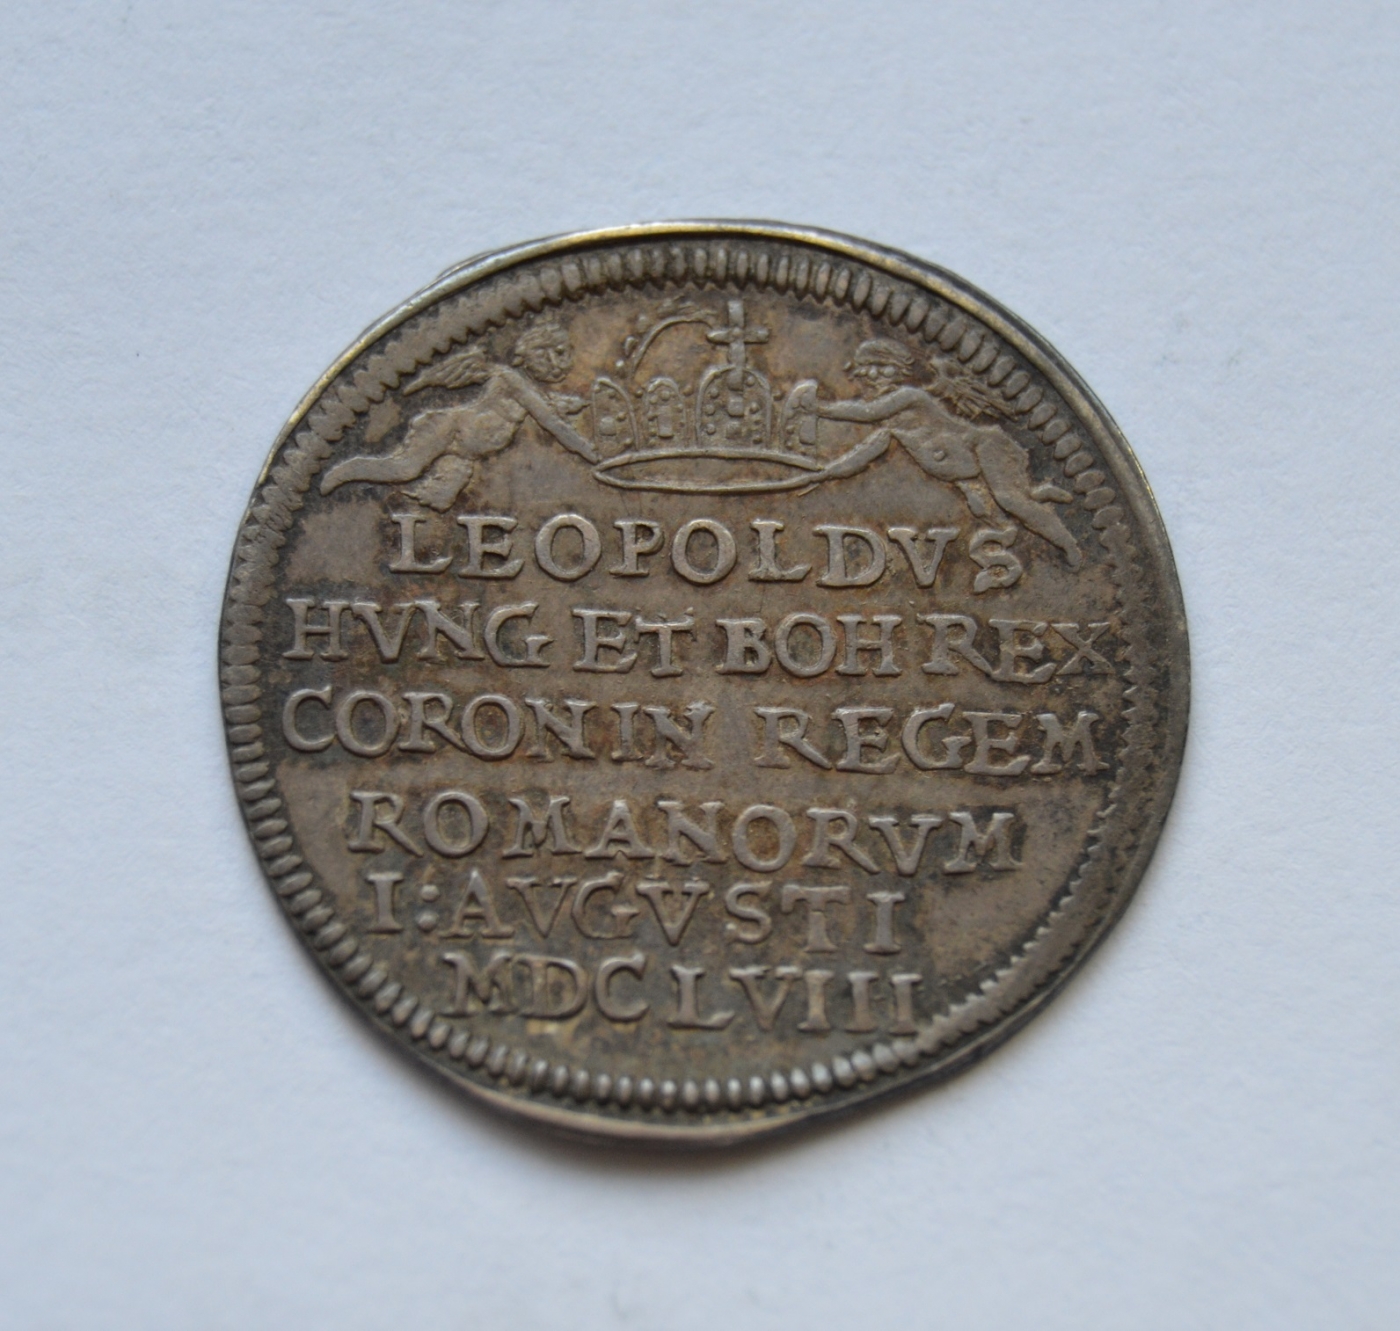 LEOPOLDVS
HVNG ET BOH REX
CORON IN REGEM
ROMANORVM
I: AVGVSTI
MDCLVIII